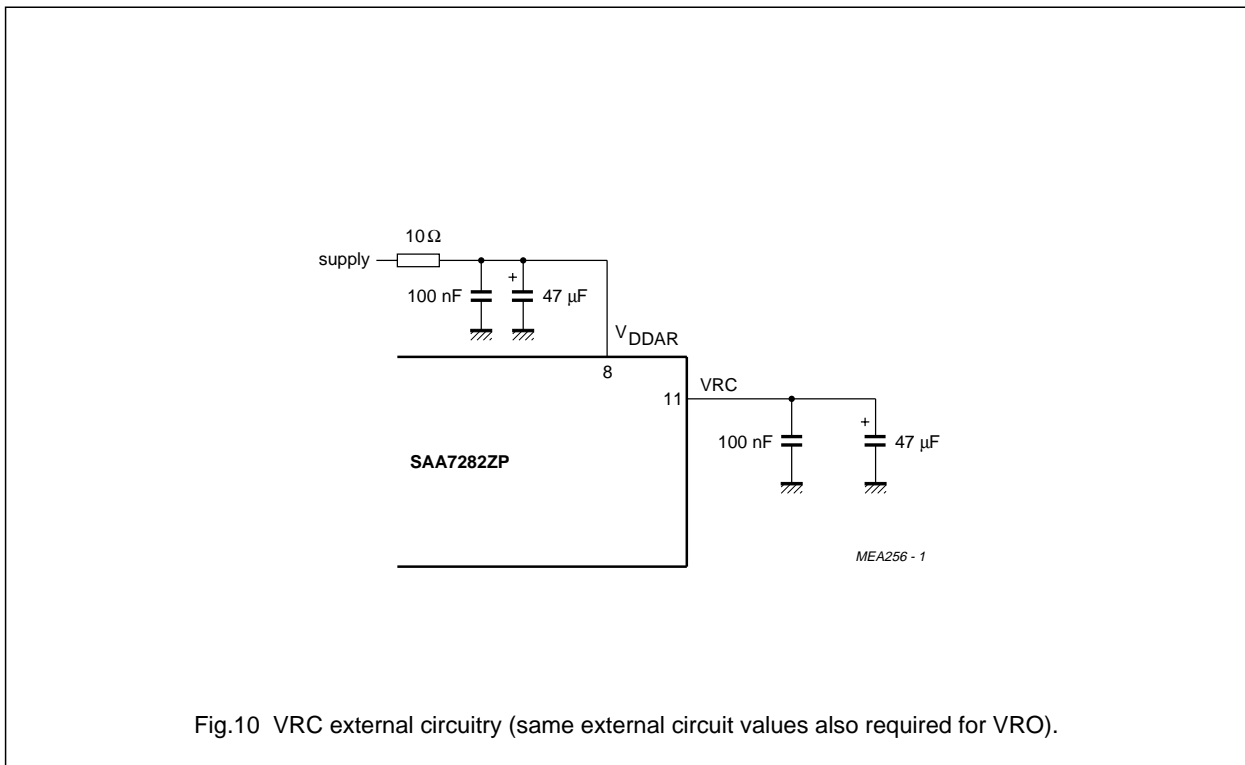 10 Ω
supply
+
100 nF
47 μF
V DDAR
8
11
VRC
+
100 nF
47 μF
SAA7282ZP
MEA256 - 1
Fig.10 VRC external circuitry (same external circuit values also required for VRO).